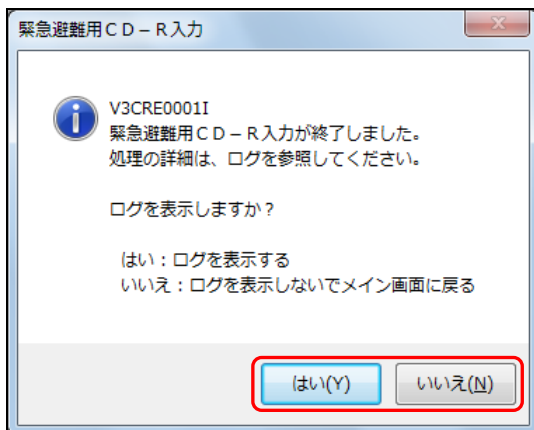 緊急避難用ＣＤ－Ｒ入力
V3CRE0001I
緊急避難用ＣＤ－Ｒ入力が終了しました。
処理の詳細は、ログを参照してください。
ログを表示しますか？
はい：ログを表示する
いいえ：ログを表示しないでメイン画面に戻る
はい(Y)
いいえ(N)